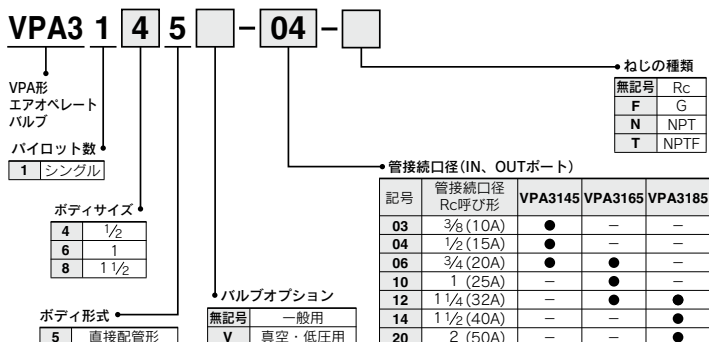 VPA3 1 4 5 - 04 -
VPA形
エアオペレート
バルブ
パイロット数
1 シングル
ボディサイズ
4 1/2
6 1
8 1 1/2
ボディ形式
5 直接配管形
バルブオプション
無記号 一般用
V 真空・低圧用
ねじの種類
無記号 Rc
F G
N NPT
T NPTF
管接続口径(IN、OUTポート)
記号 管接続口径 Rc呼び形 VPA3145 VPA3165 VPA3185
03 3/8(10A) ● − −
04 1/2(15A) ● − −
06 3/4(20A) ● ● −
10 1 (25A) − ● −
12 1 1/4(32A) − ● ●
14 1 1/2(40A) − − ●
20 2 (50A) − − ●